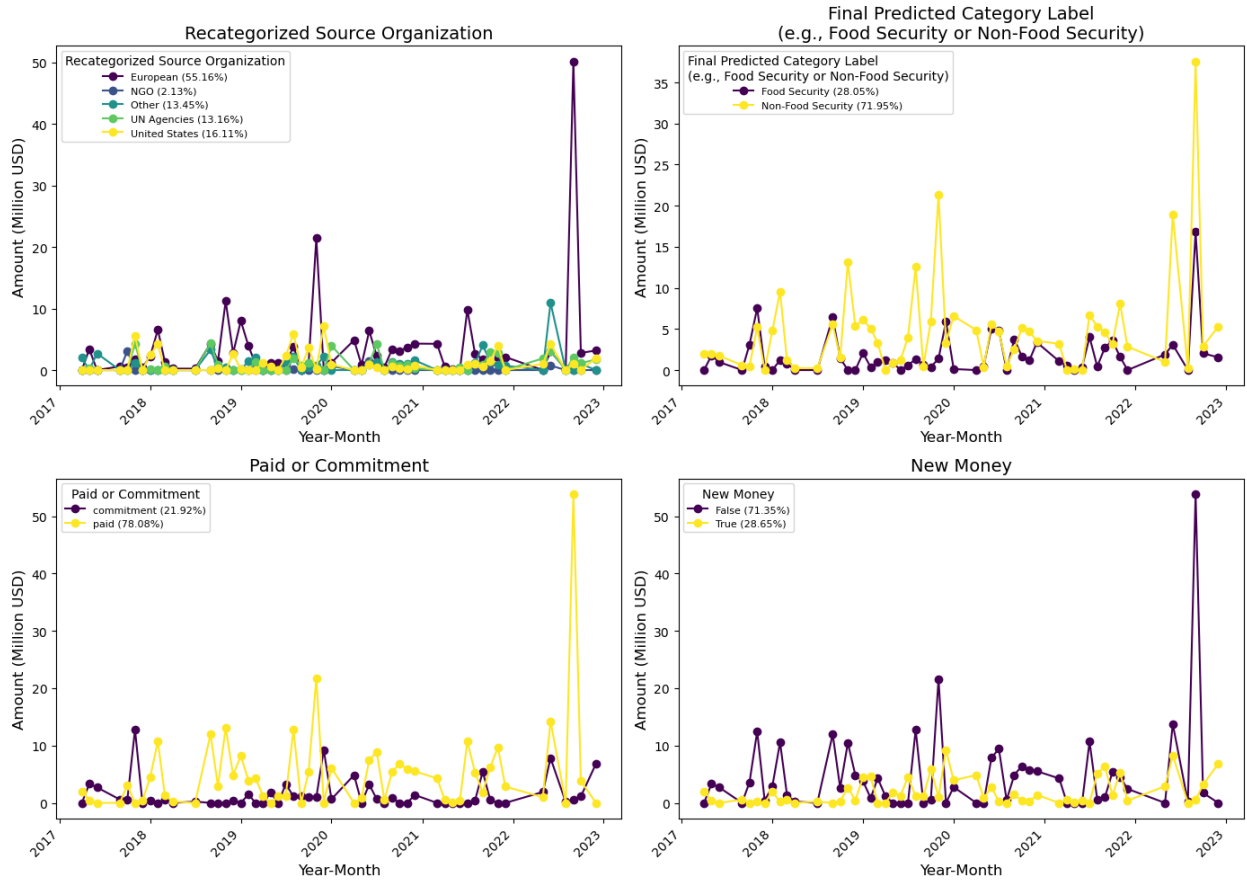 Recategorized Source Organization
Recategorized Source Organization
European (55.16%)
NGO (2.13%)
Other (13.45%)
UN Agencies (13.16%)
United States (16.11%)
50
40
30
20
10
0
Amount (Million USD)
2017
2018
2019
2020
2021
2022
2023
Year-Month
Final Predicted Category Label
(e.g., Food Security or Non-Food Security)
Final Predicted Category Label
(e.g., Food Security or Non-Food Security)
Food Security (28.05%)
Non-Food Security (71.95%)
35
30
25
20
15
10
5
0
Amount (Million USD)
2017
2018
2019
2020
2021
2022
2023
Year-Month
Paid or Commitment
Paid or Commitment
commitment (21.92%)
paid (78.08%)
50
40
30
20
10
0
Amount (Million USD)
2017
2018
2019
2020
2021
2022
2023
Year-Month
New Money
New Money
False (71.35%)
True (28.65%)
50
40
30
20
10
0
Amount (Million USD)
2017
2018
2019
2020
2021
2022
2023
Year-Month